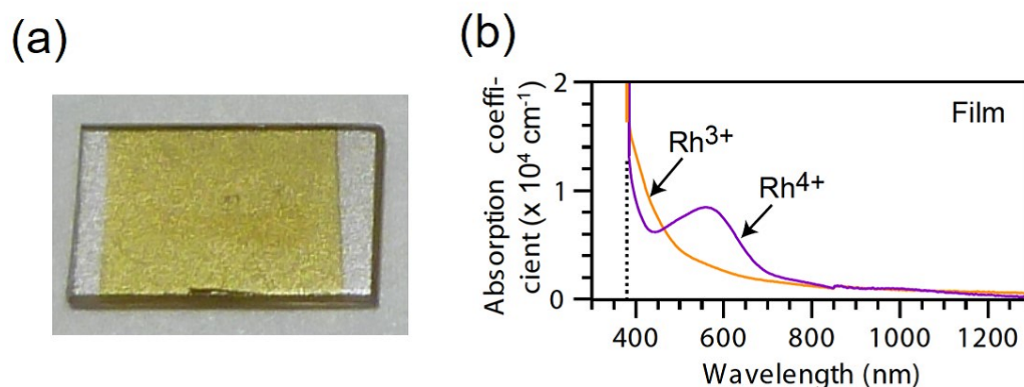 (a)
(b)
Absorption coeffi-
cient (x 10⁴ cm⁻¹)
2
1
0
Film
Rh³⁺
Rh⁴⁺
400 600 800 1000 1200
Wavelength (nm)